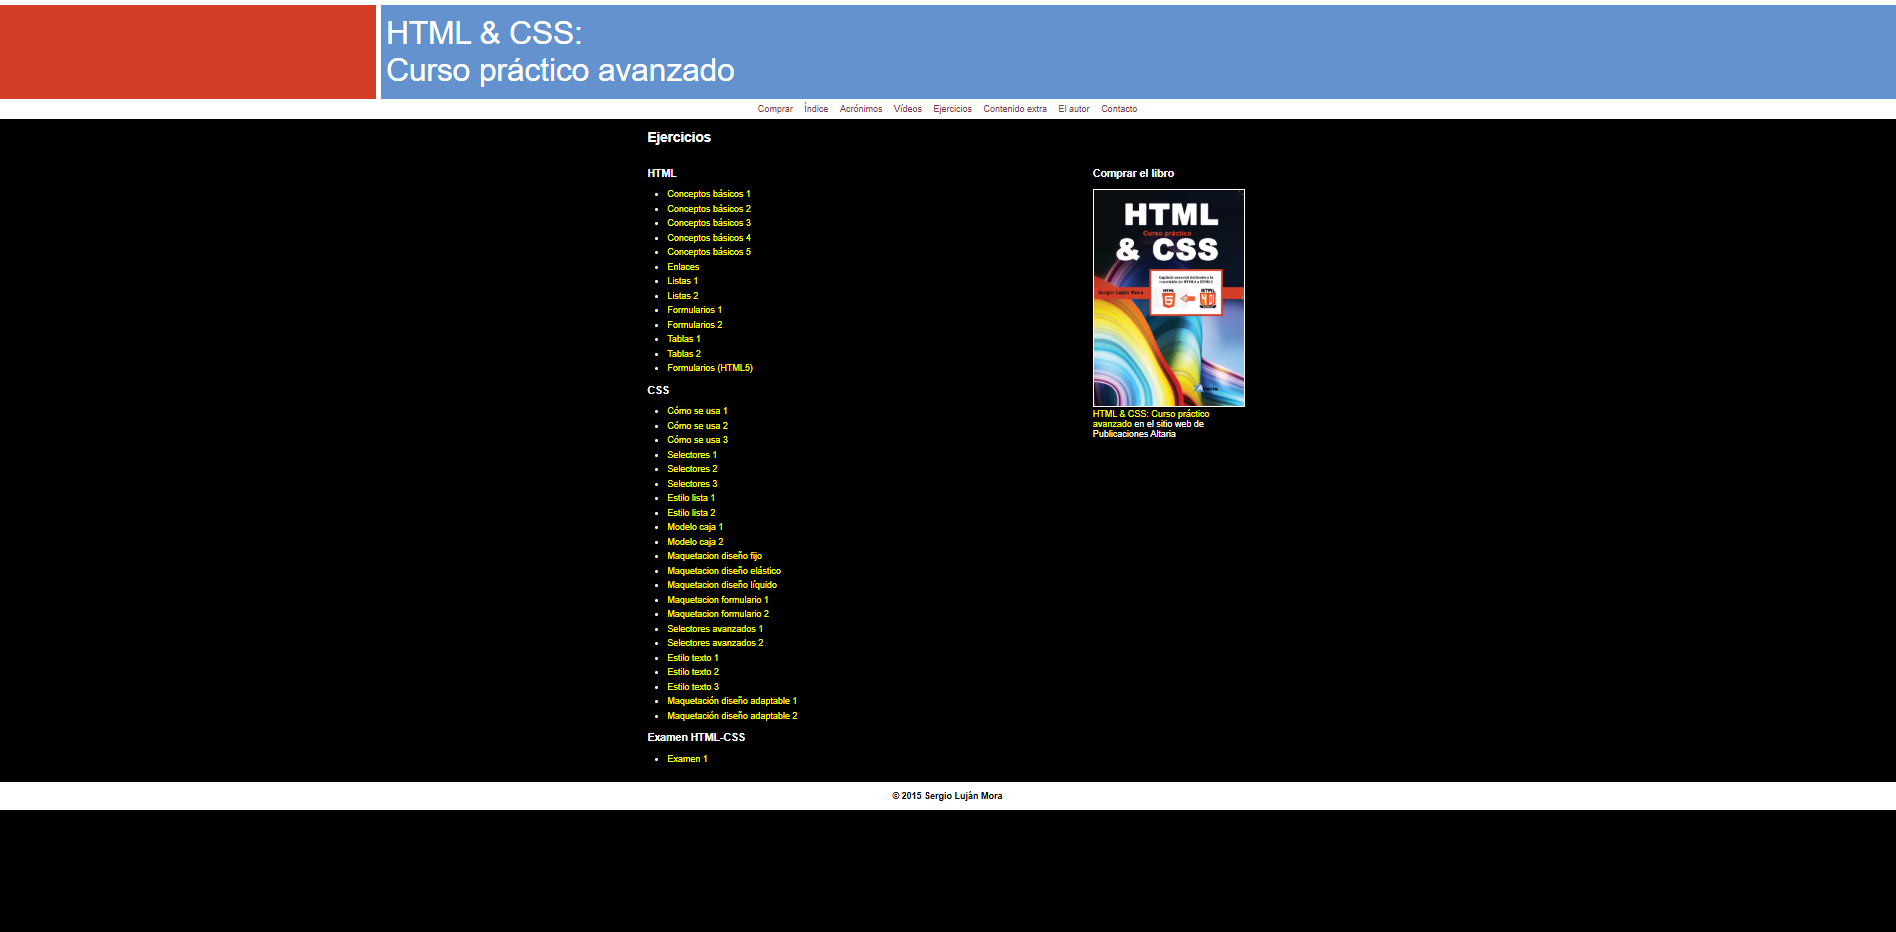 HTML & CSS:
Curso práctico avanzado
Comprar Índice Acrónimos Vídeos Ejercicios Contenido extra El autor Contacto
Ejercicios
HTML
Conceptos básicos 1
Conceptos básicos 2
Conceptos básicos 3
Conceptos básicos 4
Conceptos básicos 5
Enlaces
Listas 1
Listas 2
Formularios 1
Formularios 2
Tablas 1
Tablas 2
Formularios (HTML5)
CSS
Cómo se usa 1
Cómo se usa 2
Cómo se usa 3
Selectores 1
Selectores 2
Selectores 3
Estilo lista 1
Estilo lista 2
Modelo caja 1
Modelo caja 2
Maquetacion diseño fijo
Maquetacion diseño elástico
Maquetacion diseño líquido
Maquetacion formulario 1
Maquetacion formulario 2
Selectores avanzados 1
Selectores avanzados 2
Estilo texto 1
Estilo texto 2
Estilo texto 3
Maquetación diseño adaptable 1
Maquetación diseño adaptable 2
Examen HTML-CSS
Examen 1
Comprar el libro
HTML
Curso práctico
& CSS
Sergio Luján Mora
HTML
5
HTML
4.01
HTML & CSS: Curso práctico
avanzado en el sitio web de
Publicaciones Altaria
© 2015 Sergio Luján Mora